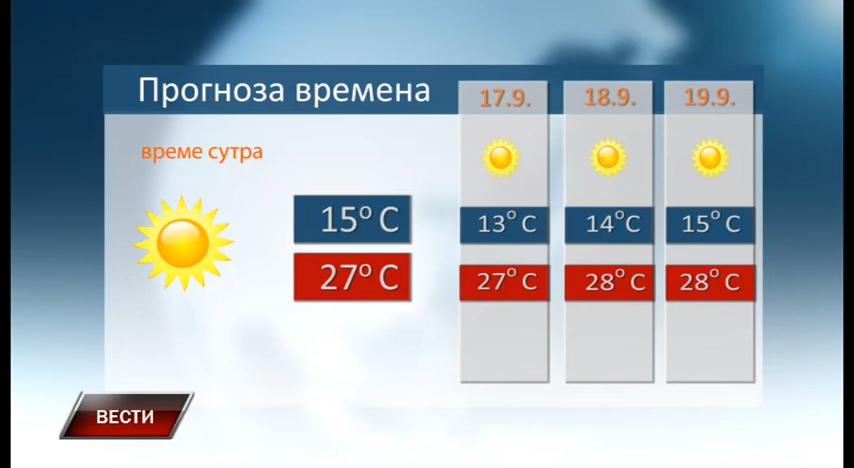 Прогноза времена
време сутра
15° C
27° C
17.9. 18.9. 19.9.
13° C 14°C 15° C
27° C 28° C 28° C
ВЕСТИ